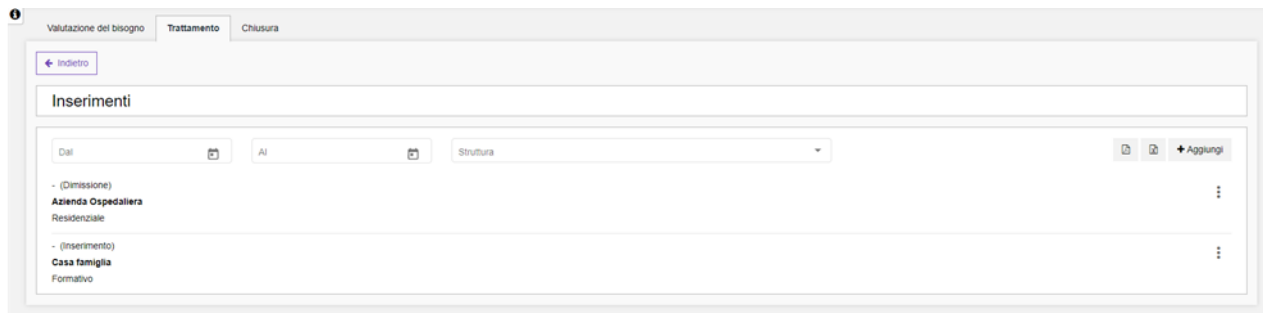 Valutazione del bisogno Trattamento Chiusura
Indietro
Inserimenti
Dal Al Struttura Aggiungi
- (Dimissione)
Azienda Ospedaliera
Residenziale
- (Inserimento)
Casa famiglia
Formativo